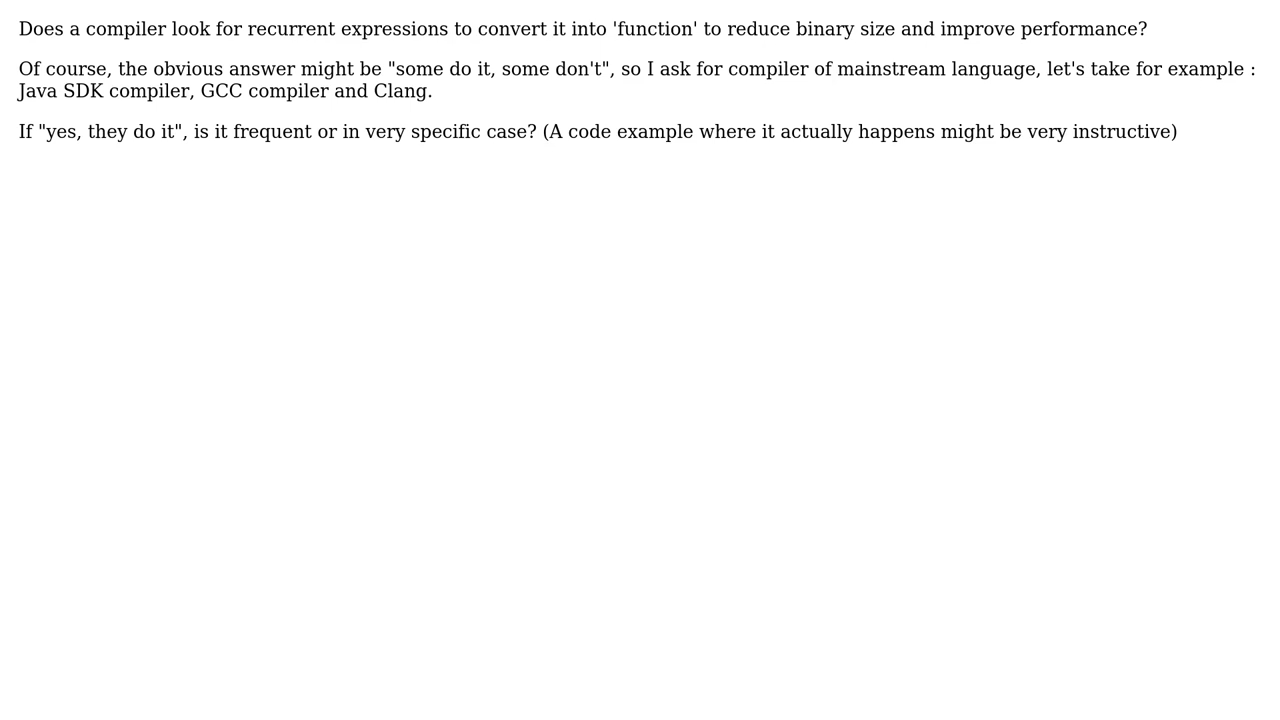 Does a compiler look for recurrent expressions to convert it into 'function' to reduce binary size and improve performance?
Of course, the obvious answer might be "some do it, some don't", so I ask for compiler of mainstream language, let's take for example :
Java SDK compiler, GCC compiler and Clang.
If "yes, they do it", is it frequent or in very specific case? (A code example where it actually happens might be very instructive)